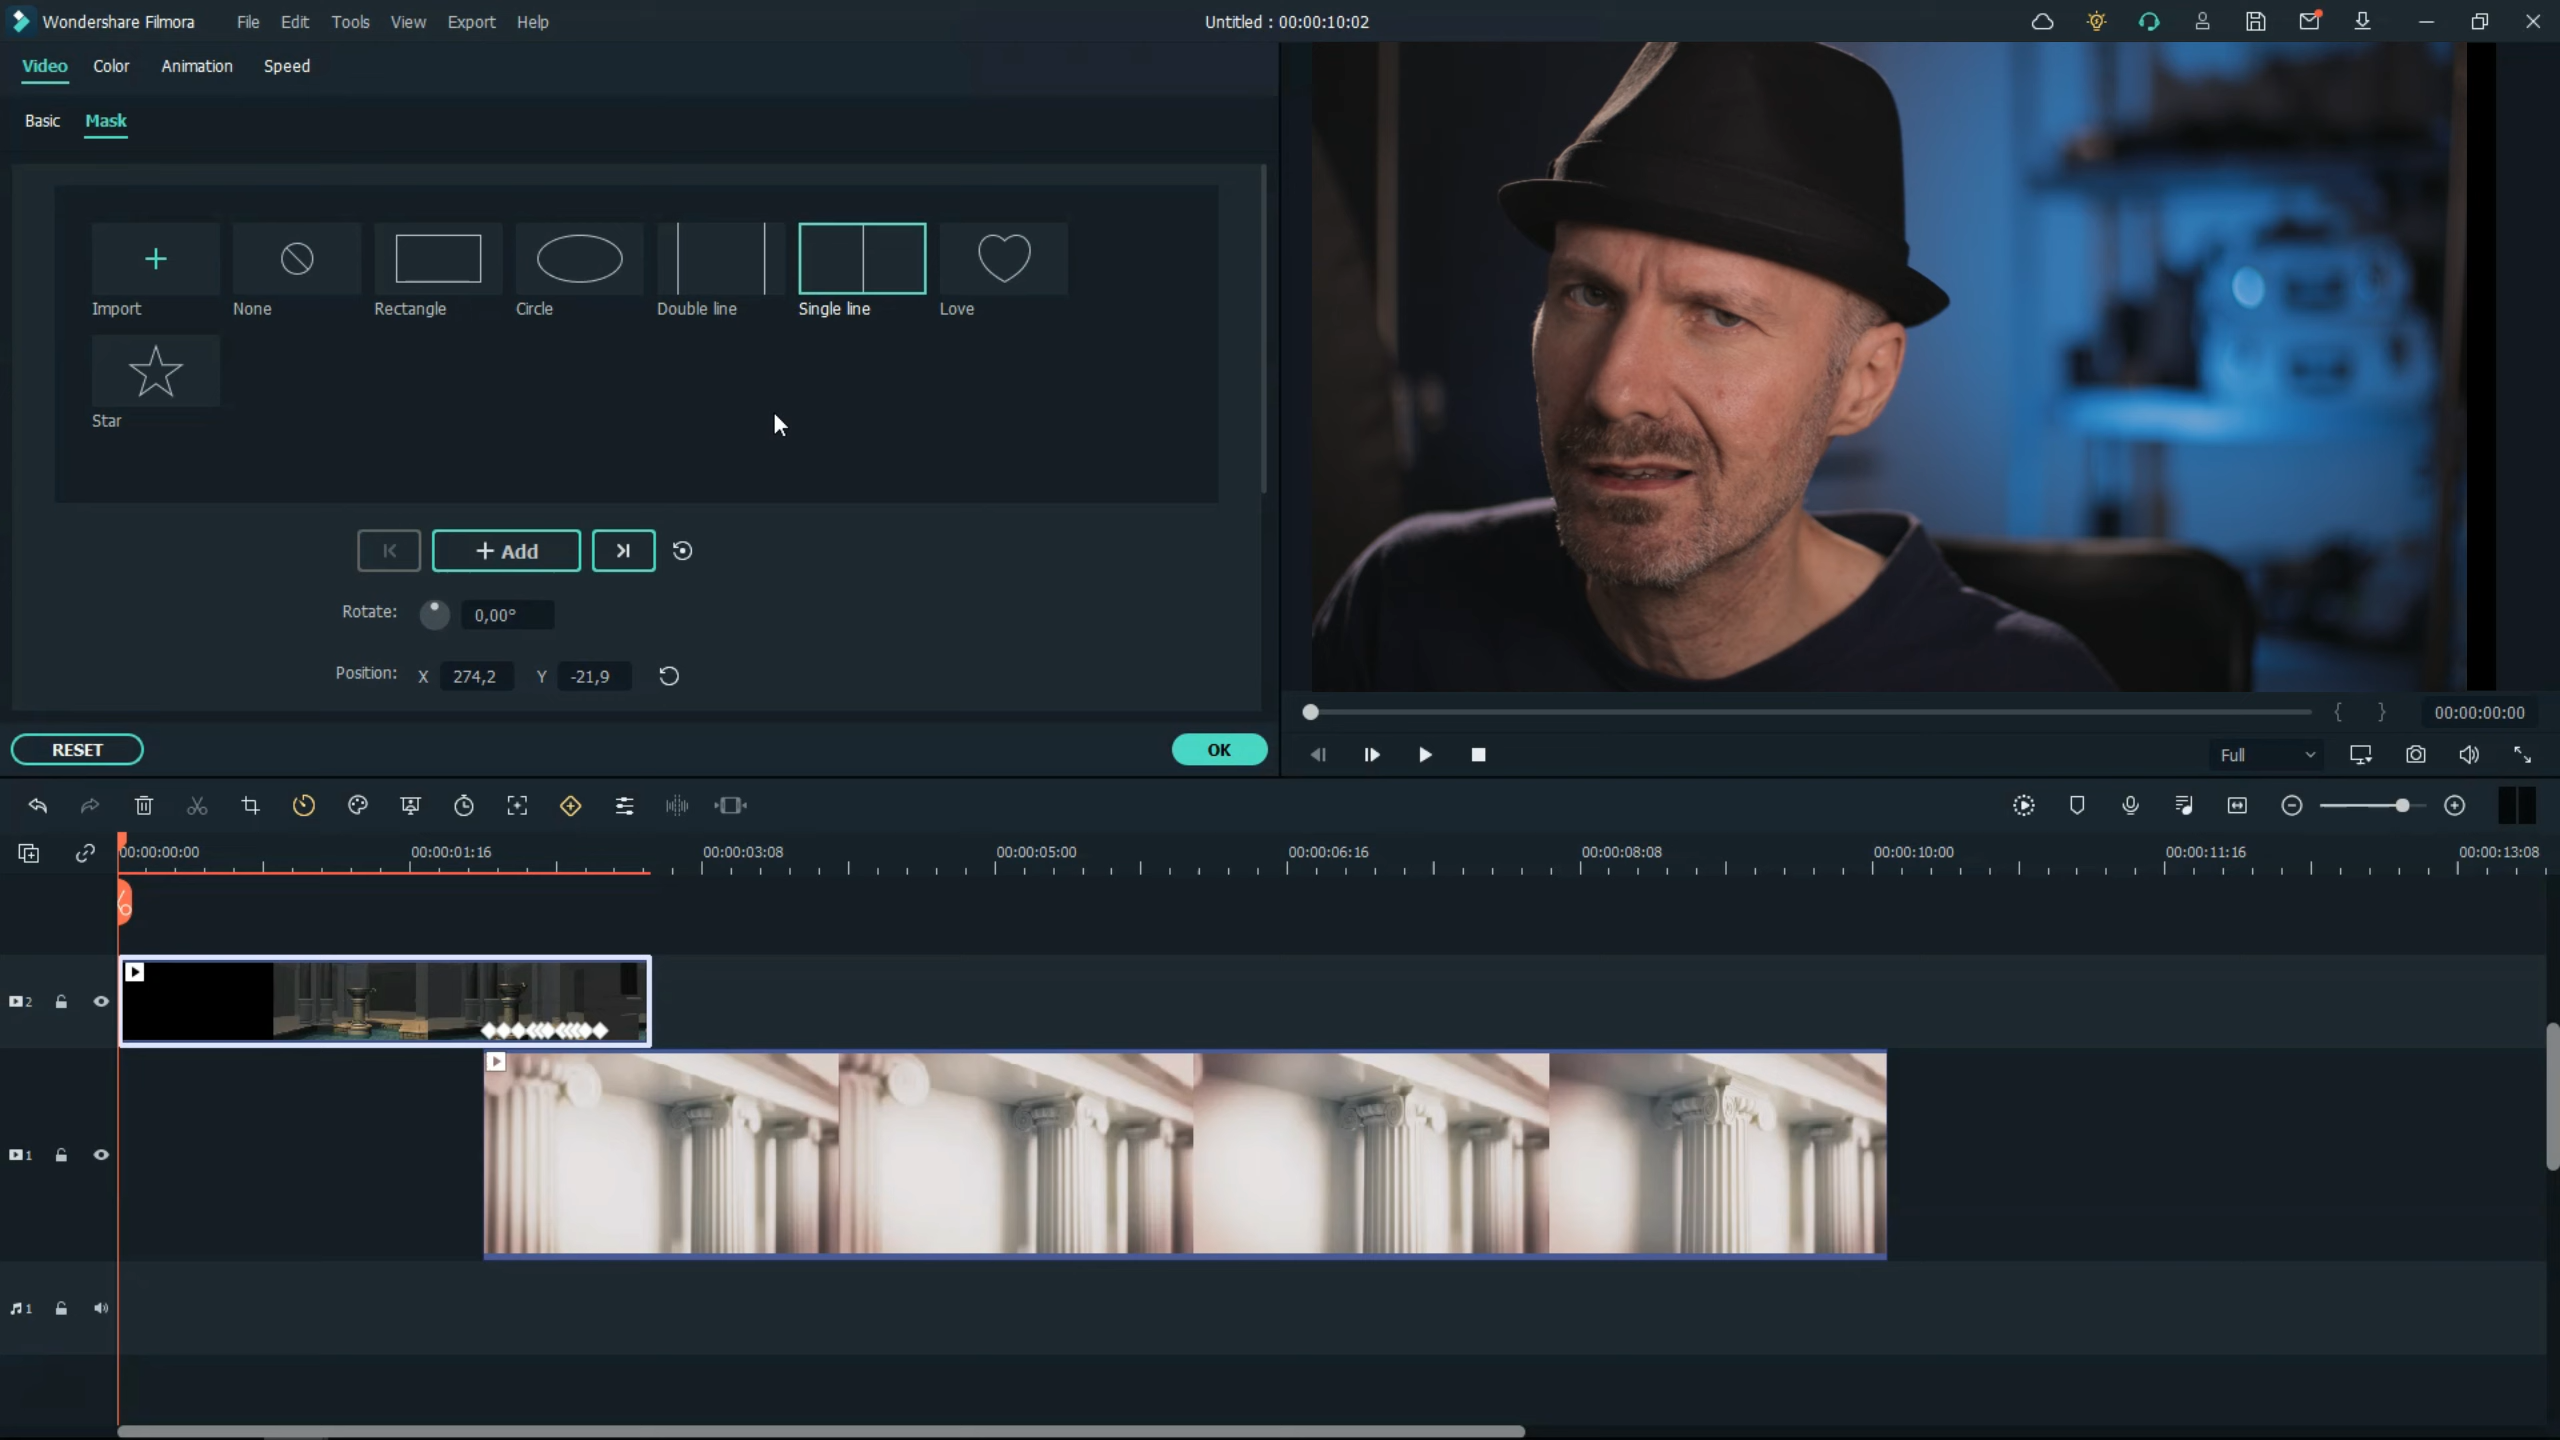 Wondershare Filmora File Edit Tools View Export Help Untitled : 00:00:10:02
Video Color Animation Speed
Basic Mask
Import None Rectangle Circle Double line Single line Love
Star
+ Add
Rotate: 0,00°
Position: X 274,2 Y -21,9
RESET OK
{ } 00:00:00:00
Full
00:00:00:00 00:00:01:16 00:00:03:08 00:00:05:00 00:00:06:16 00:00:08:08 00:00:10:00 00:00:11:16 00:00:13:08
2
1
1